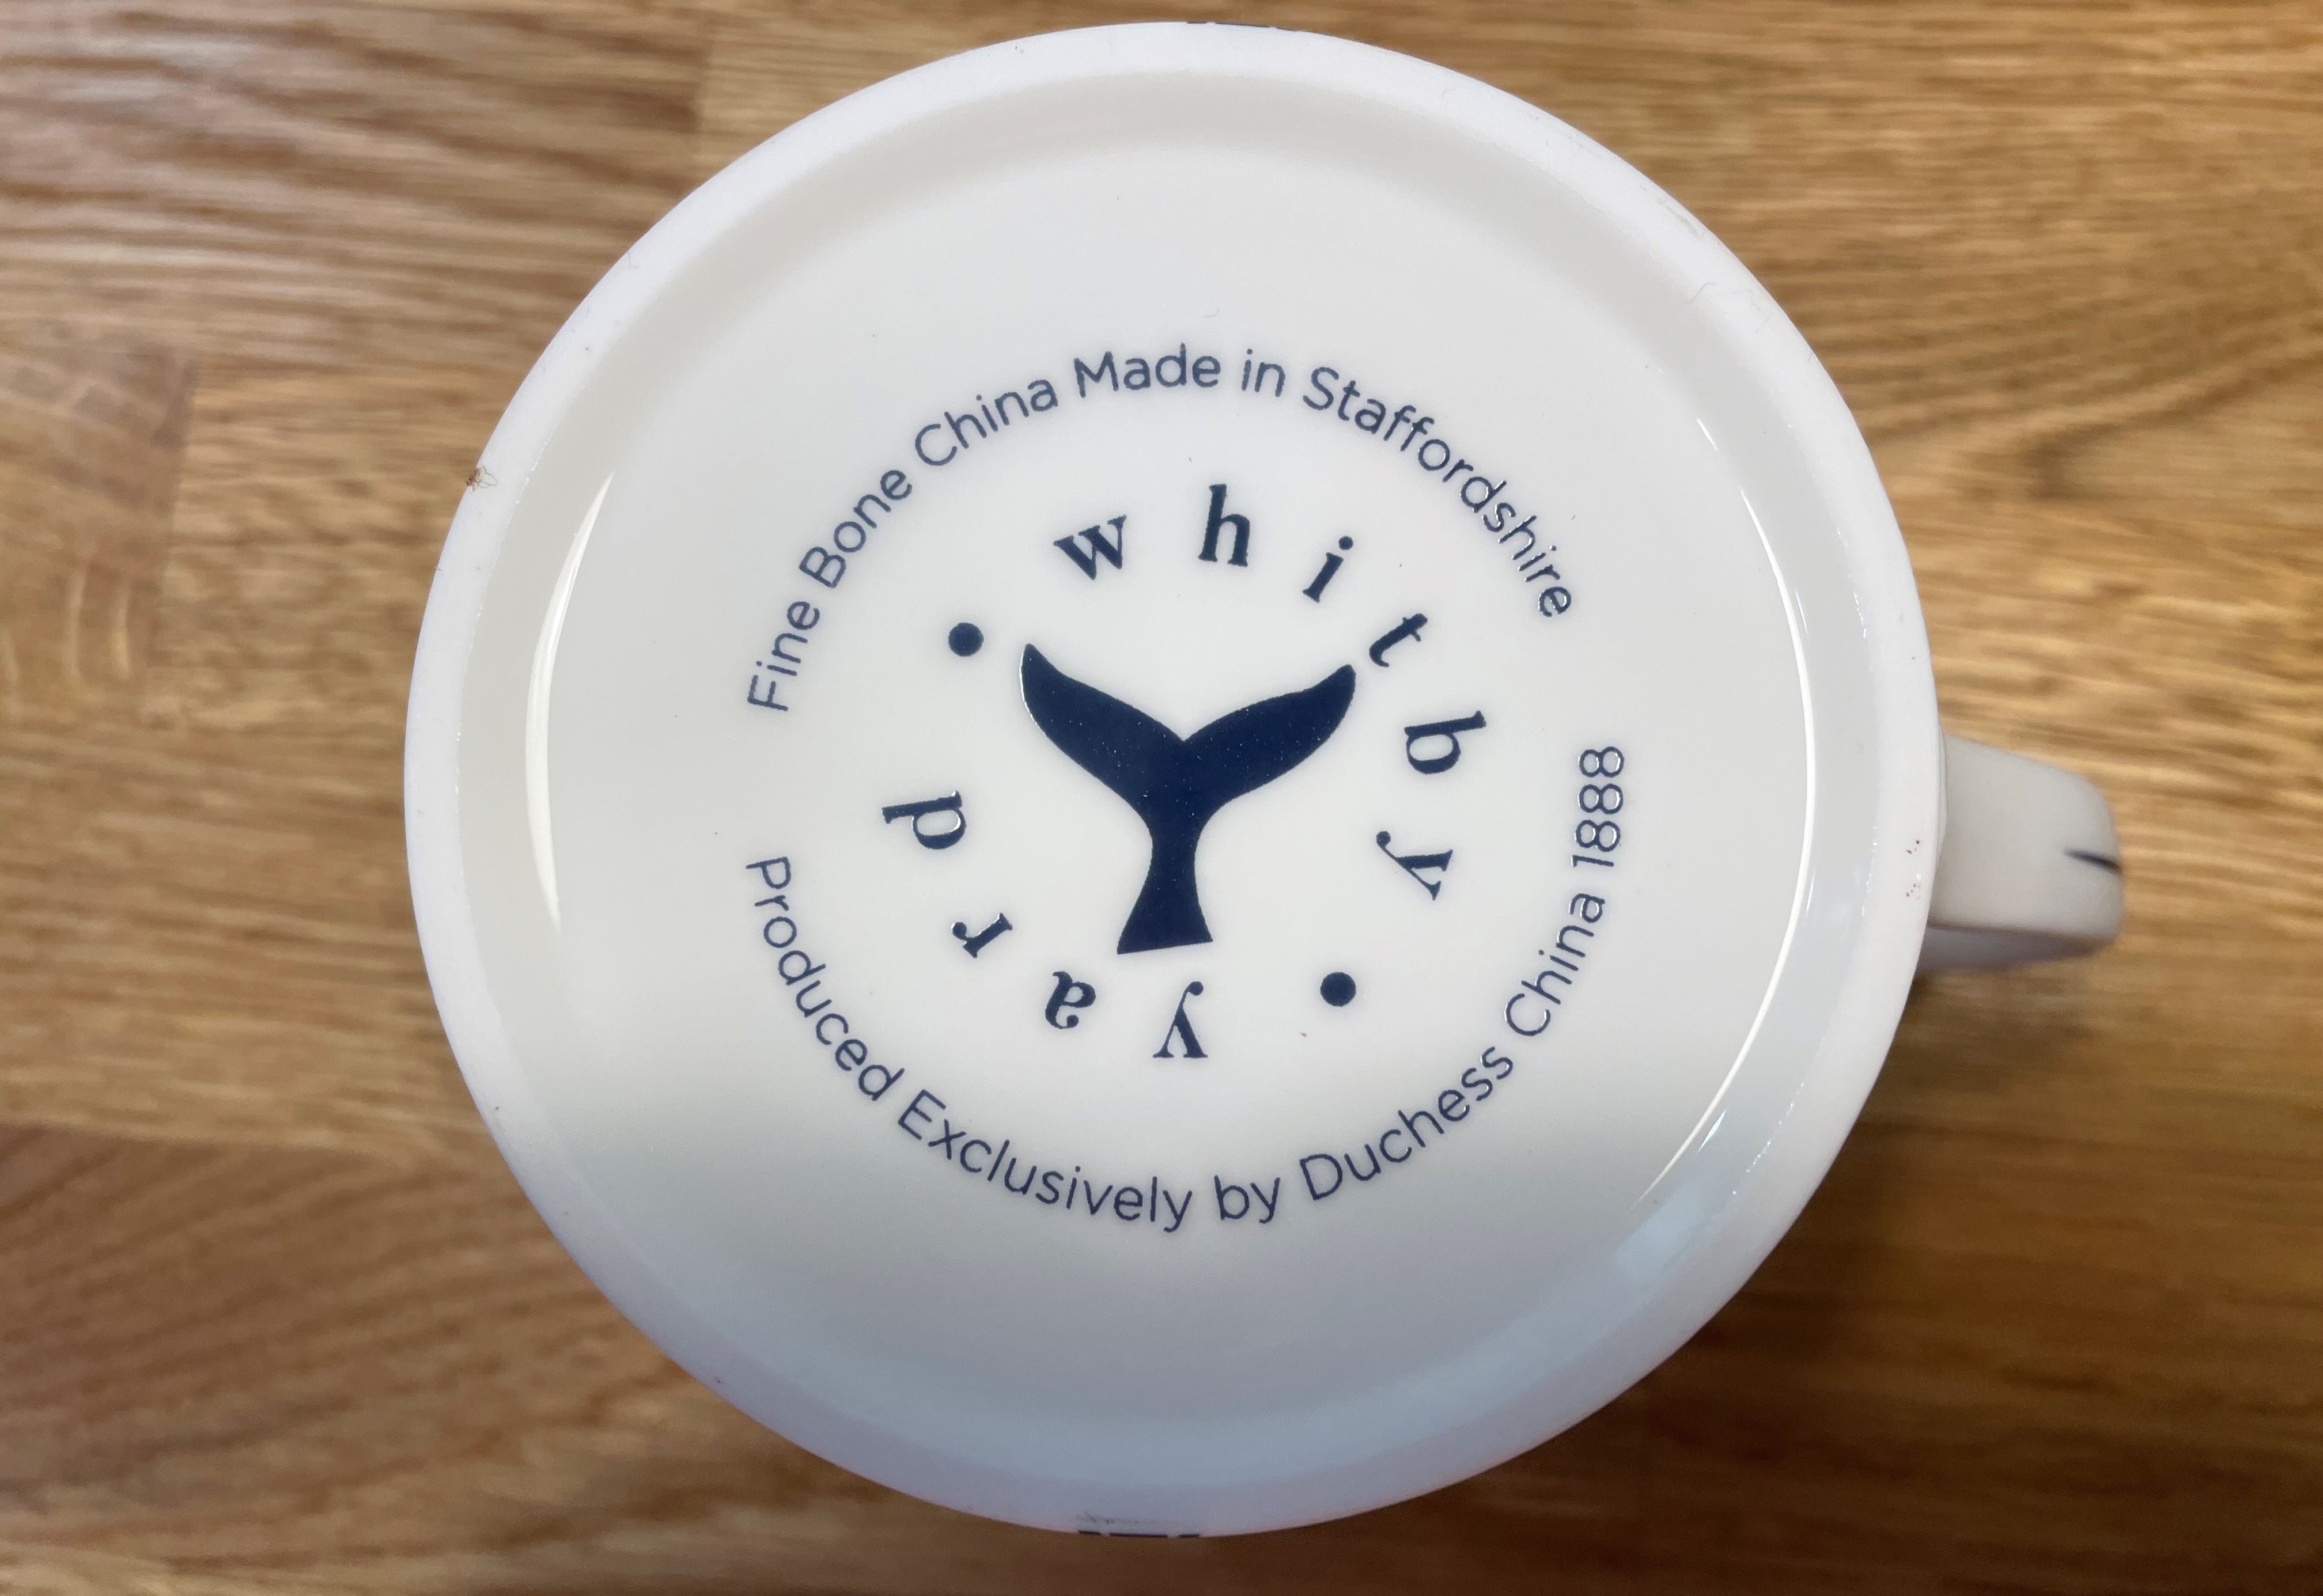 Fine Bone China Made in Staffordshire
whitby
yard
Produced Exclusively by Duchess China 1888